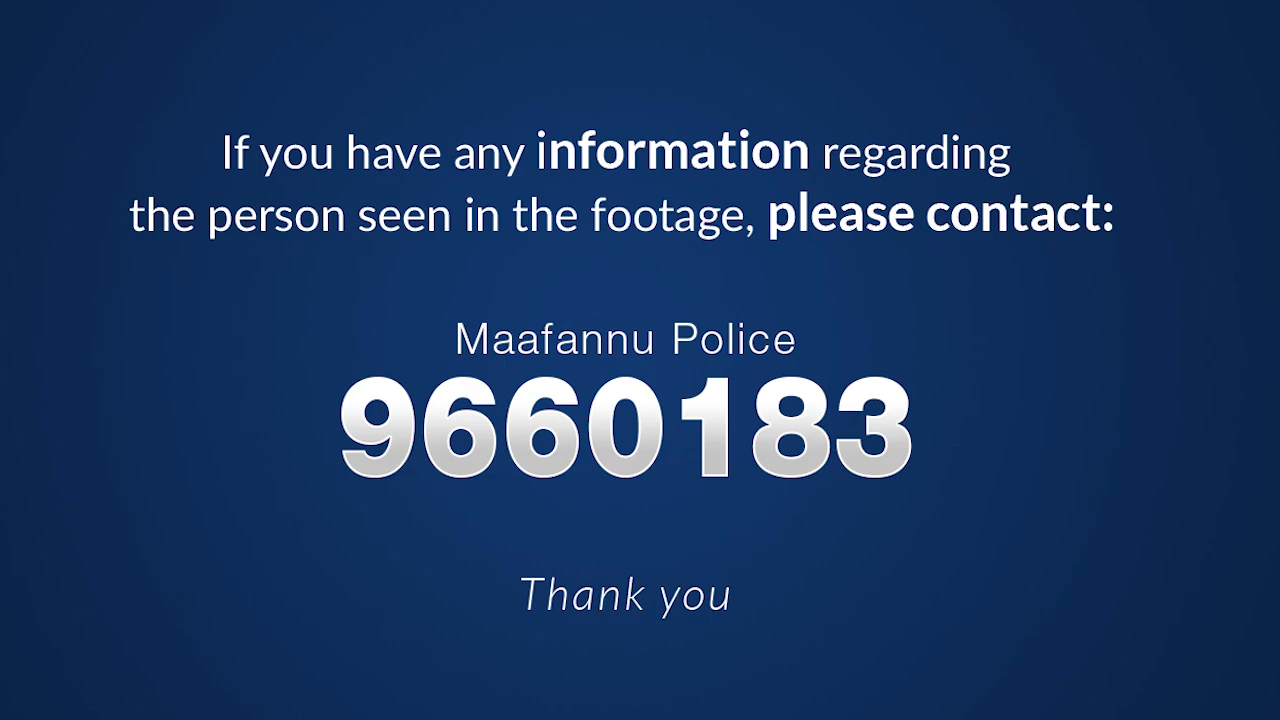 If you have any information regarding
the person seen in the footage, please contact:
Maafannu Police
9660183
Thank you